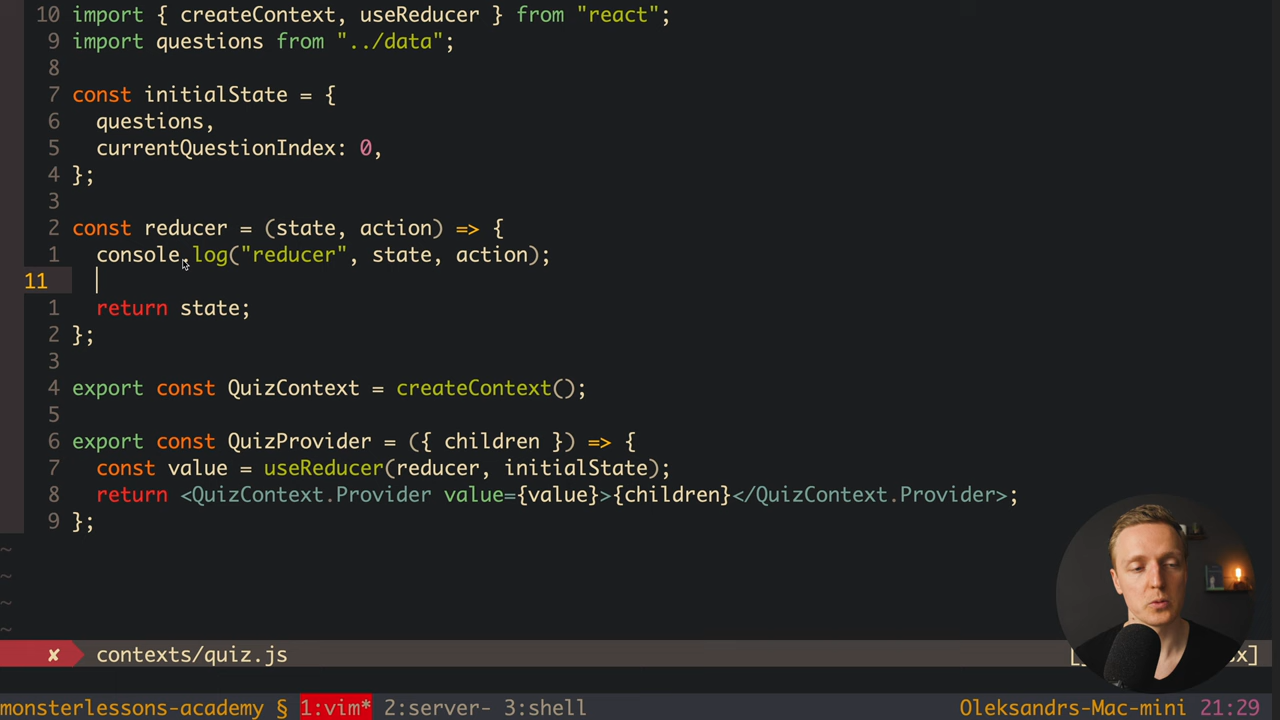 10 import { createContext, useReducer } from "react";
9 import questions from "../data";
8
7 const initialState = {
6 questions,
5 currentQuestionIndex: 0,
4 };
3
2 const reducer = (state, action) => {
1 console.log("reducer", state, action);
11
1 return state;
2 };
3
4 export const QuizContext = createContext();
5
6 export const QuizProvider = ({ children }) => {
7 const value = useReducer(reducer, initialState);
8 return <QuizContext.Provider value={value}>{children}</QuizContext.Provider>;
9 };
~
~
~
~
✘ contexts/quiz.js [ x]
monsterlessons-academy § 1:vim* 2:server- 3:shell Oleksandrs-Mac-mini 21:29